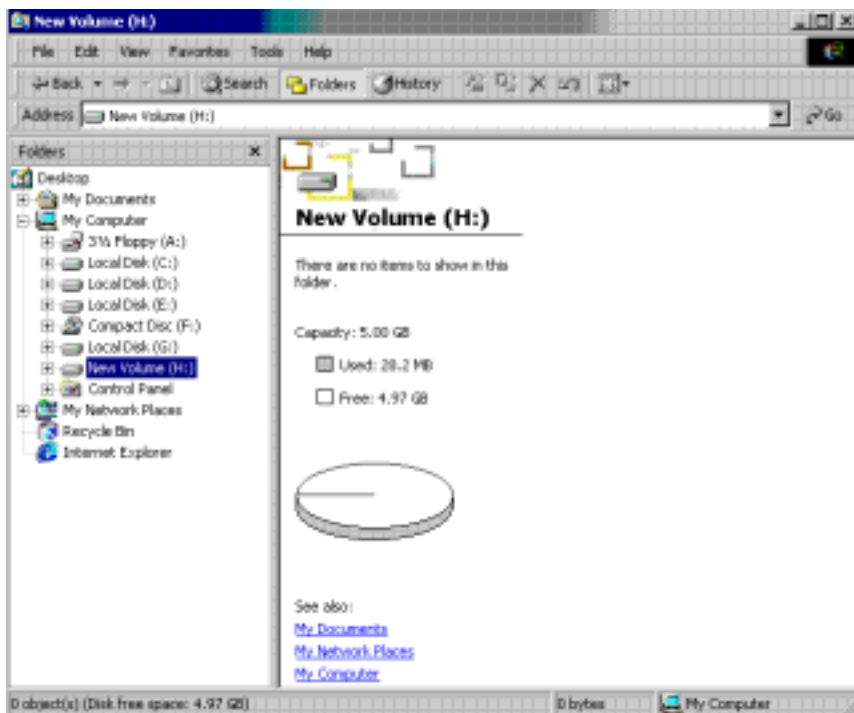 New Volume (H:)
File Edit View Favorites Tools Help
Back Search Folders History
Address New Volume (H:) Go
Folders
Desktop
My Documents
My Computer
3½ Floppy (A:)
Local Disk (C:)
Local Disk (D:)
Local Disk (E:)
Compact Disc (F:)
Local Disk (G:)
New Volume (H:)
Control Panel
My Network Places
Recycle Bin
Internet Explorer
New Volume (H:)
There are no items to show in this
folder.
Capacity: 5.00 GB
Used: 28.2 MB
Free: 4.97 GB
See also:
My Documents
My Network Places
My Computer
0 object(s) (Disk free space: 4.97 GB) 0 bytes My Computer